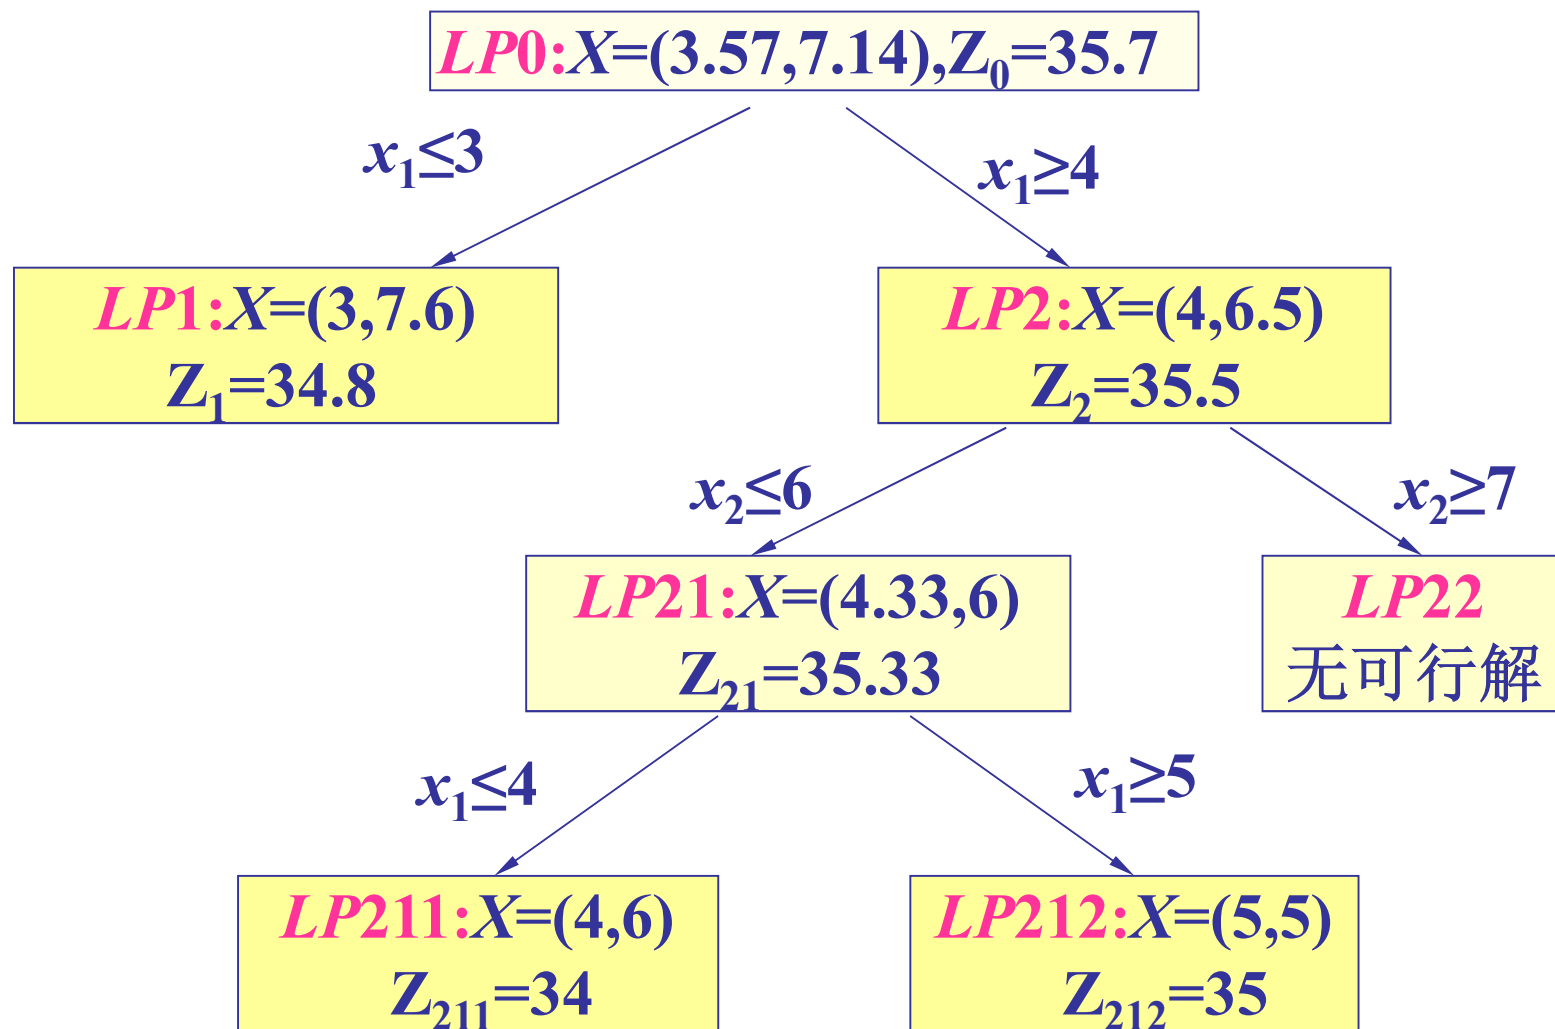 LP0:X=(3.57,7.14),Z₀=35.7
x₁≤3
x₁≥4
LP1:X=(3,7.6)
Z₁=34.8
LP2:X=(4,6.5)
Z₂=35.5
x₂≤6
x₂≥7
LP21:X=(4.33,6)
Z₂₁=35.33
LP22
无可行解
x₁≤4
x₁≥5
LP211:X=(4,6)
Z₂₁₁=34
LP212:X=(5,5)
Z₂₁₂=35